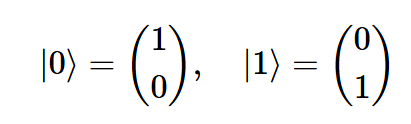 |0⟩ = (1 0), |1⟩ = (0 1)